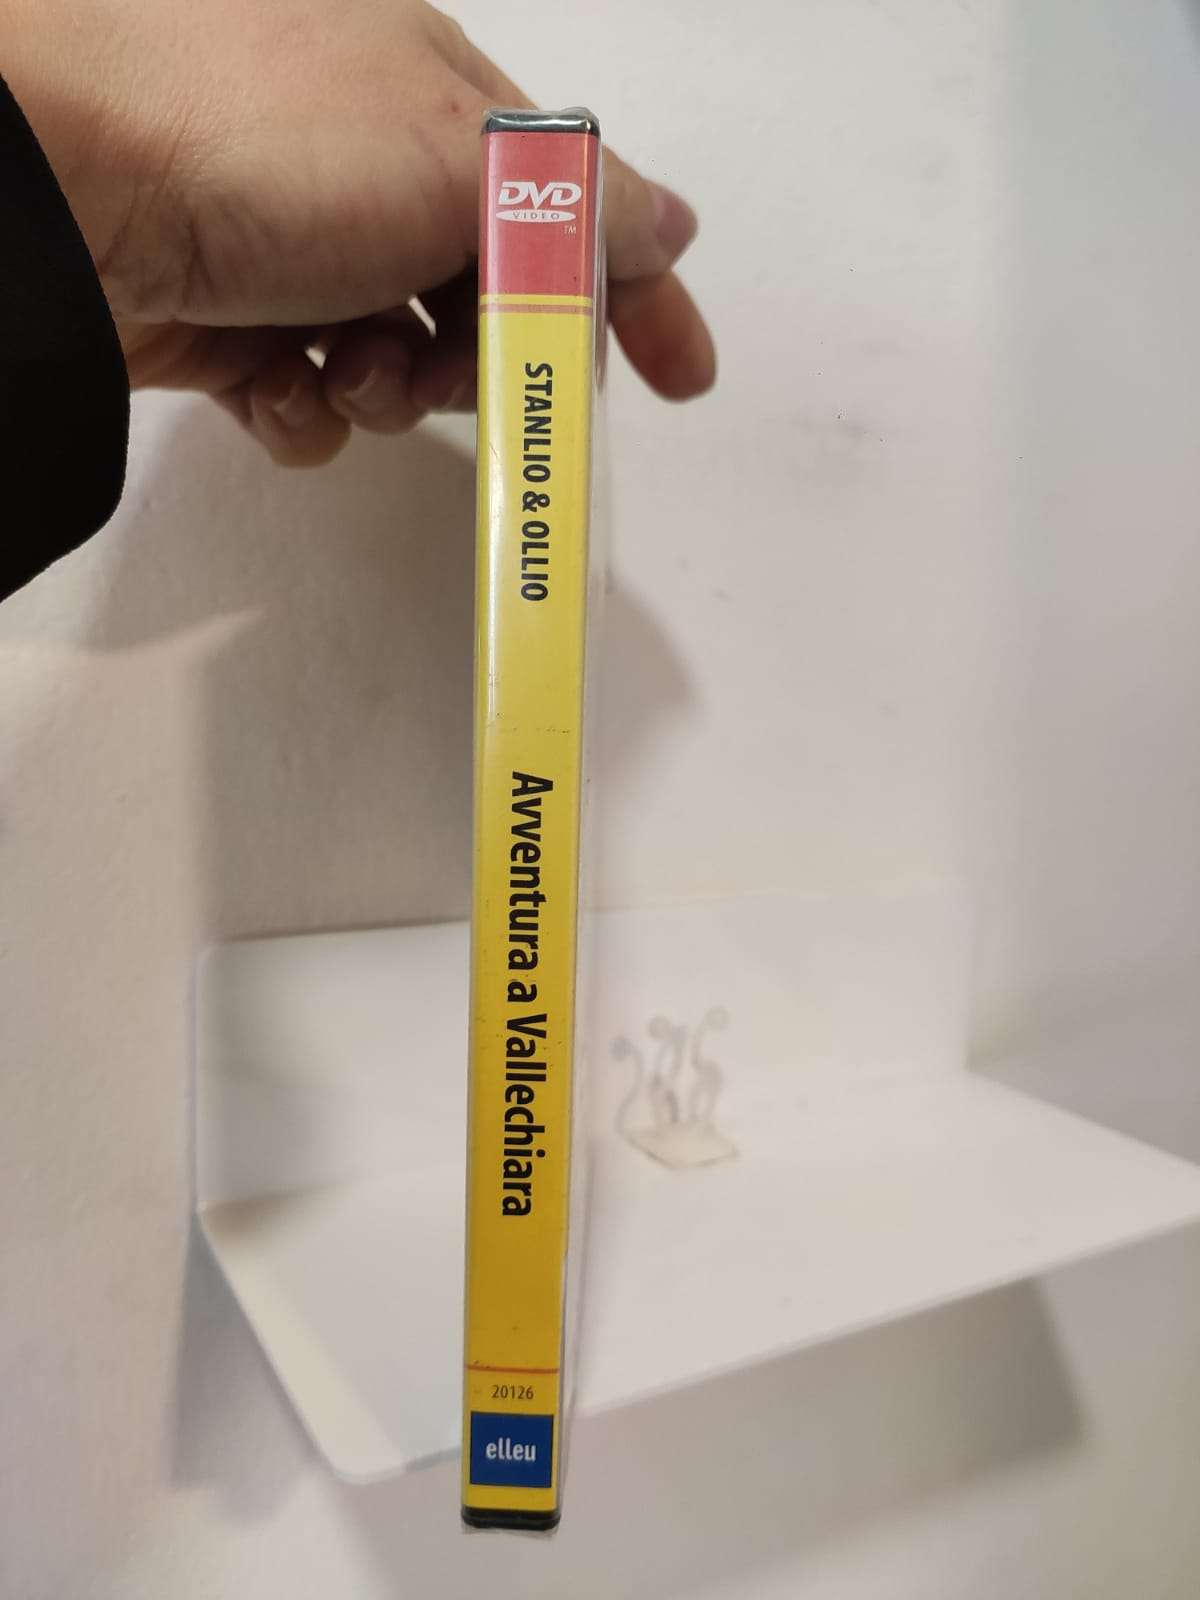 DVD
VIDEO
TM
STANLIO & OLLIO
Avventura a Vallechiara
20126
elleu